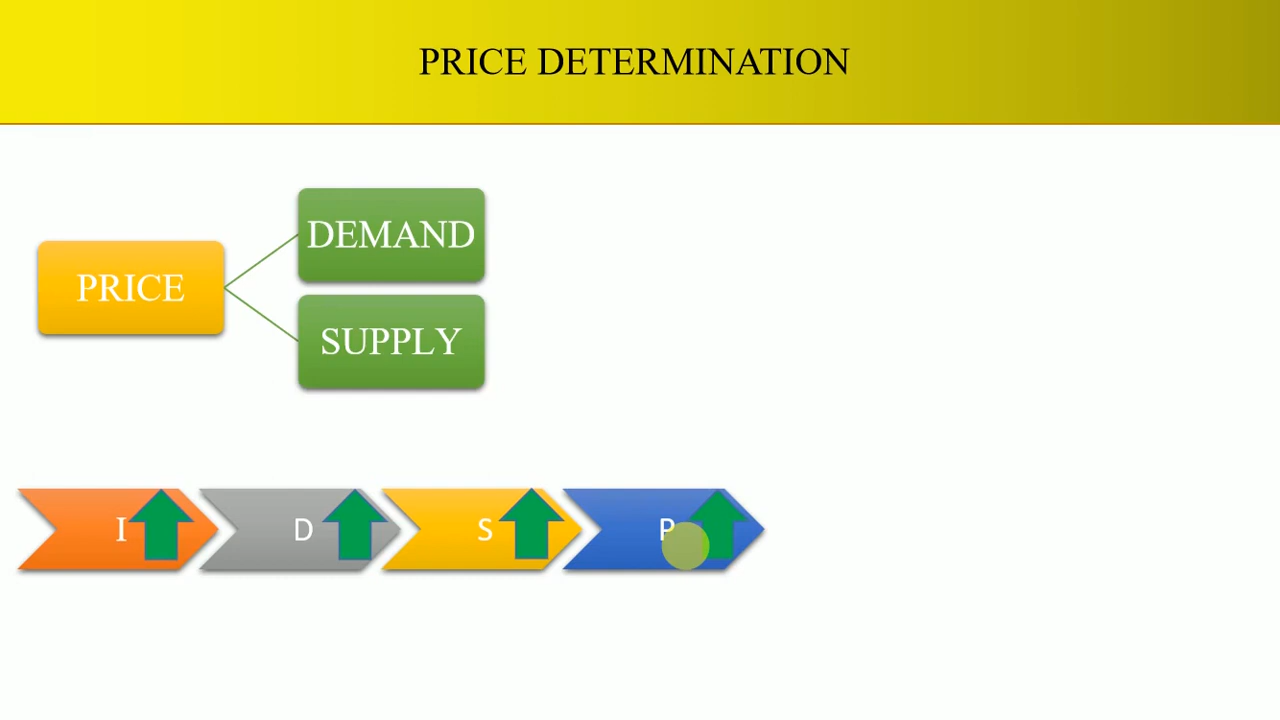 PRICE DETERMINATION
DEMAND
PRICE
SUPPLY
I
D
S
P